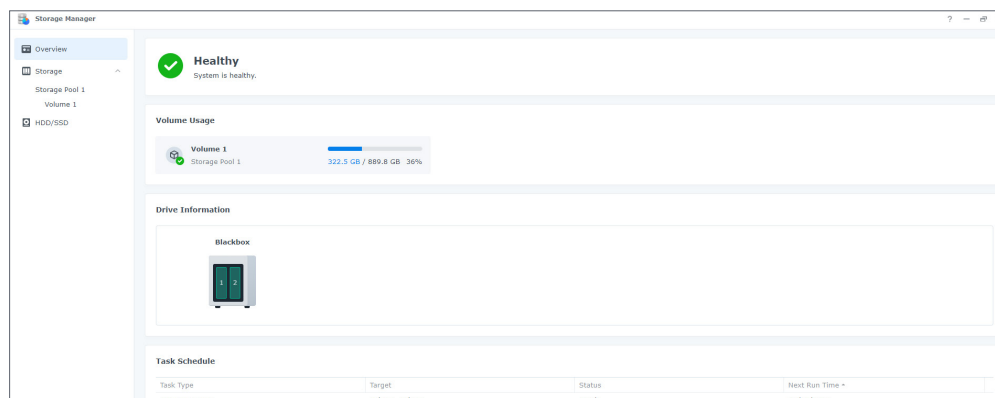 Storage Manager
?
Overview
Storage
Storage Pool 1
Volume 1
HDD/SSD
Healthy
System is healthy.
Volume Usage
Volume 1
Storage Pool 1
322.5 GB / 889.8 GB 36%
Drive Information
Blackbox
1 2
Task Schedule
Task Type Target Status Next Run Time